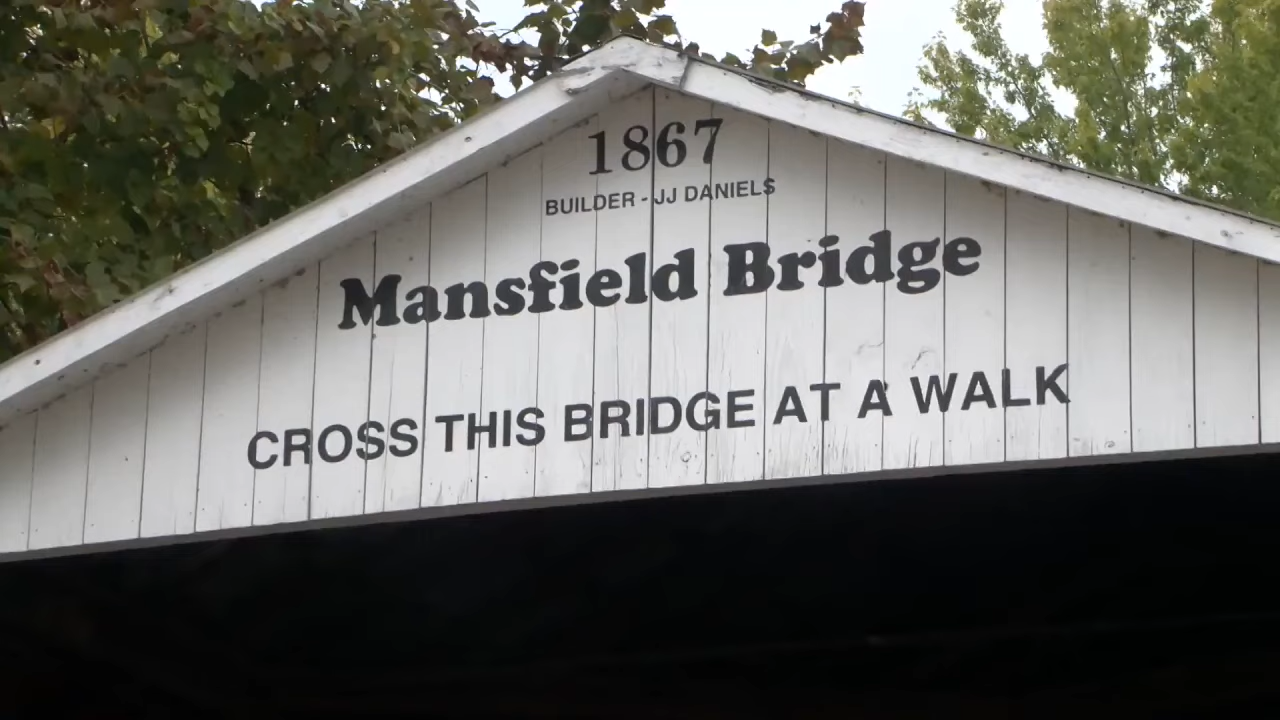 1867
BUILDER - JJ DANIELS
Mansfield Bridge
CROSS THIS BRIDGE AT A WALK